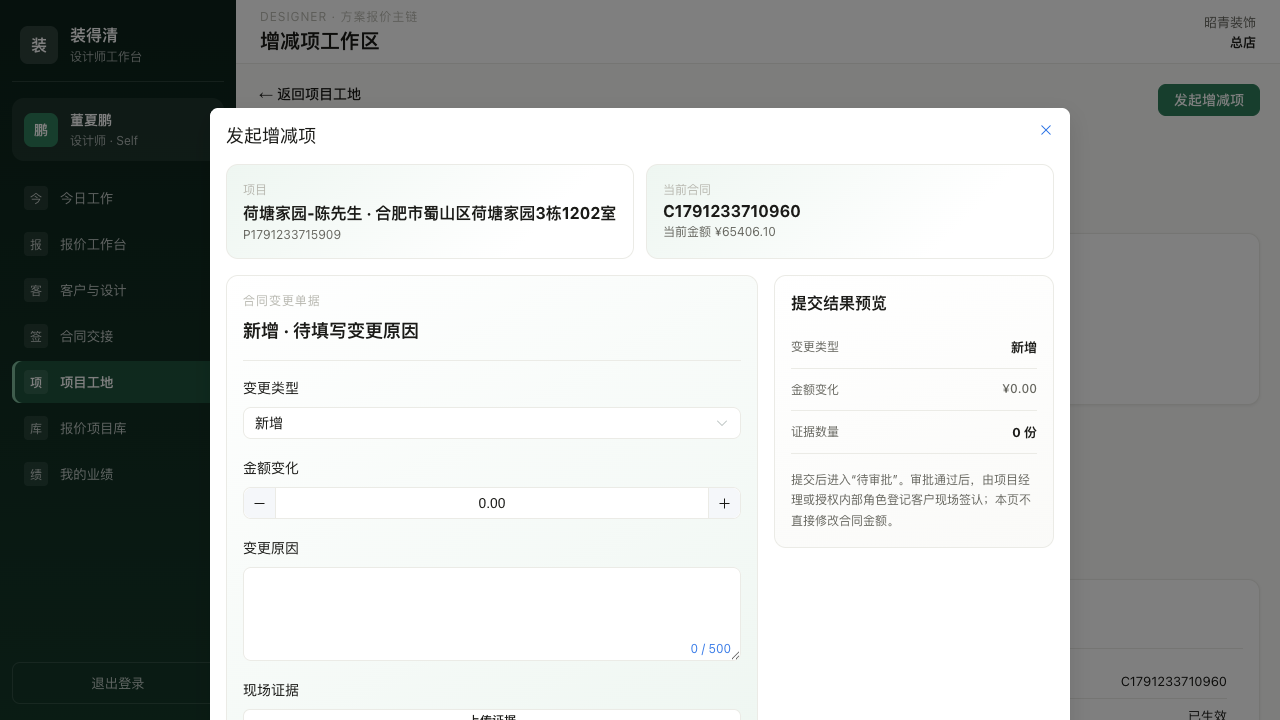 装
装得清
设计师工作台
鹏
董夏鹏
设计师 · Self
今 今日工作
报 报价工作台
客 客户与设计
签 合同交接
项 项目工地
库 报价项目库
绩 我的业绩
退出登录
DESIGNER · 方案报价主链
增减项工作区
昭青装饰
总店
← 返回项目工地
发起增减项
发起增减项
项目
荷塘家园-陈先生 · 合肥市蜀山区荷塘家园3栋1202室
P1791233715909
当前合同
C1791233710960
当前金额 ¥65406.10
合同变更单据
新增 · 待填写变更原因
变更类型
新增
金额变化
0.00
变更原因
0 / 500
现场证据
上传证据
提交结果预览
变更类型 新增
金额变化 ¥0.00
证据数量 0 份
提交后进入“待审批”。审批通过后，由项目经
理或授权内部角色登记客户现场签认；本页不
直接修改合同金额。
C1791233710960
已生效